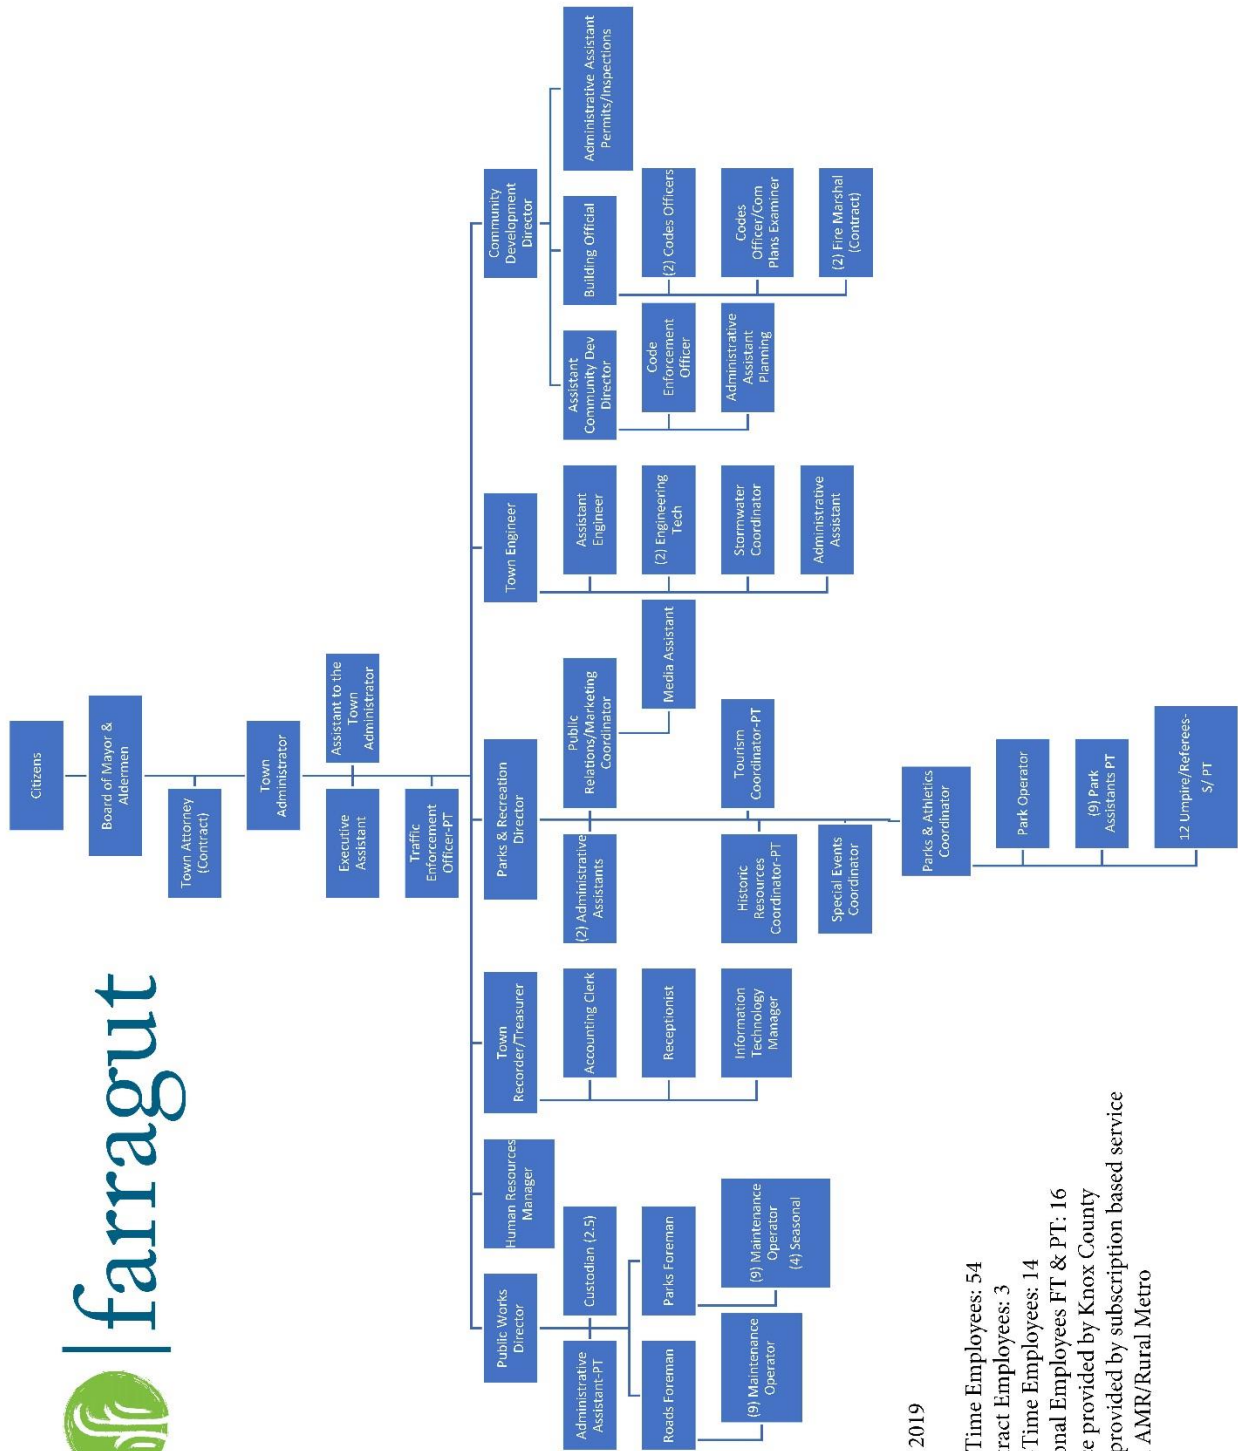 farragut
Citizens
Board of Mayor &
Aldermen
Town Attorney
(Contract)
Town
Administrator
Executive
Assistant
Assistant to the
Town
Administrator
Traffic
Enforcement
Officer-PT
Public Works
Director
Administrative
Assistant-PT
Custodian (2.5)
Roads Foreman
(9) Maintenance
Operator
Parks Foreman
(9) Maintenance
Operator
(4) Seasonal
Human Resources
Manager
Town
Recorder/Treasurer
Accounting Clerk
Receptionist
Information
Technology
Manager
Parks & Recreation
Director
(2) Administrative
Assistants
Public
Relations/Marketing
Coordinator
Media Assistant
Historic
Resources
Coordinator-PT
Tourism
Coordinator-PT
Special Events
Coordinator
Parks & Athletics
Coordinator
Park Operator
(9) Park
Assistants PT
12 Umpire/Referees-
S/ PT
Town Engineer
Assistant
Engineer
(2) Engineering
Tech
Stormwater
Coordinator
Administrative
Assistant
Community
Development
Director
Assistant
Community Dev
Director
Code
Enforcement
Officer
Administrative
Assistant
Planning
Building Official
(2) Codes Officers
Codes
Officer/Com
Plans Examiner
(2) Fire Marshal
(Contract)
Administrative Assistant
Permits/Inspections
2019
Time Employees: 54
ract Employees: 3
Time Employees: 14
onal Employees FT & PT: 16
e provided by Knox County
provided by subscription based service
AMR/Rural Metro